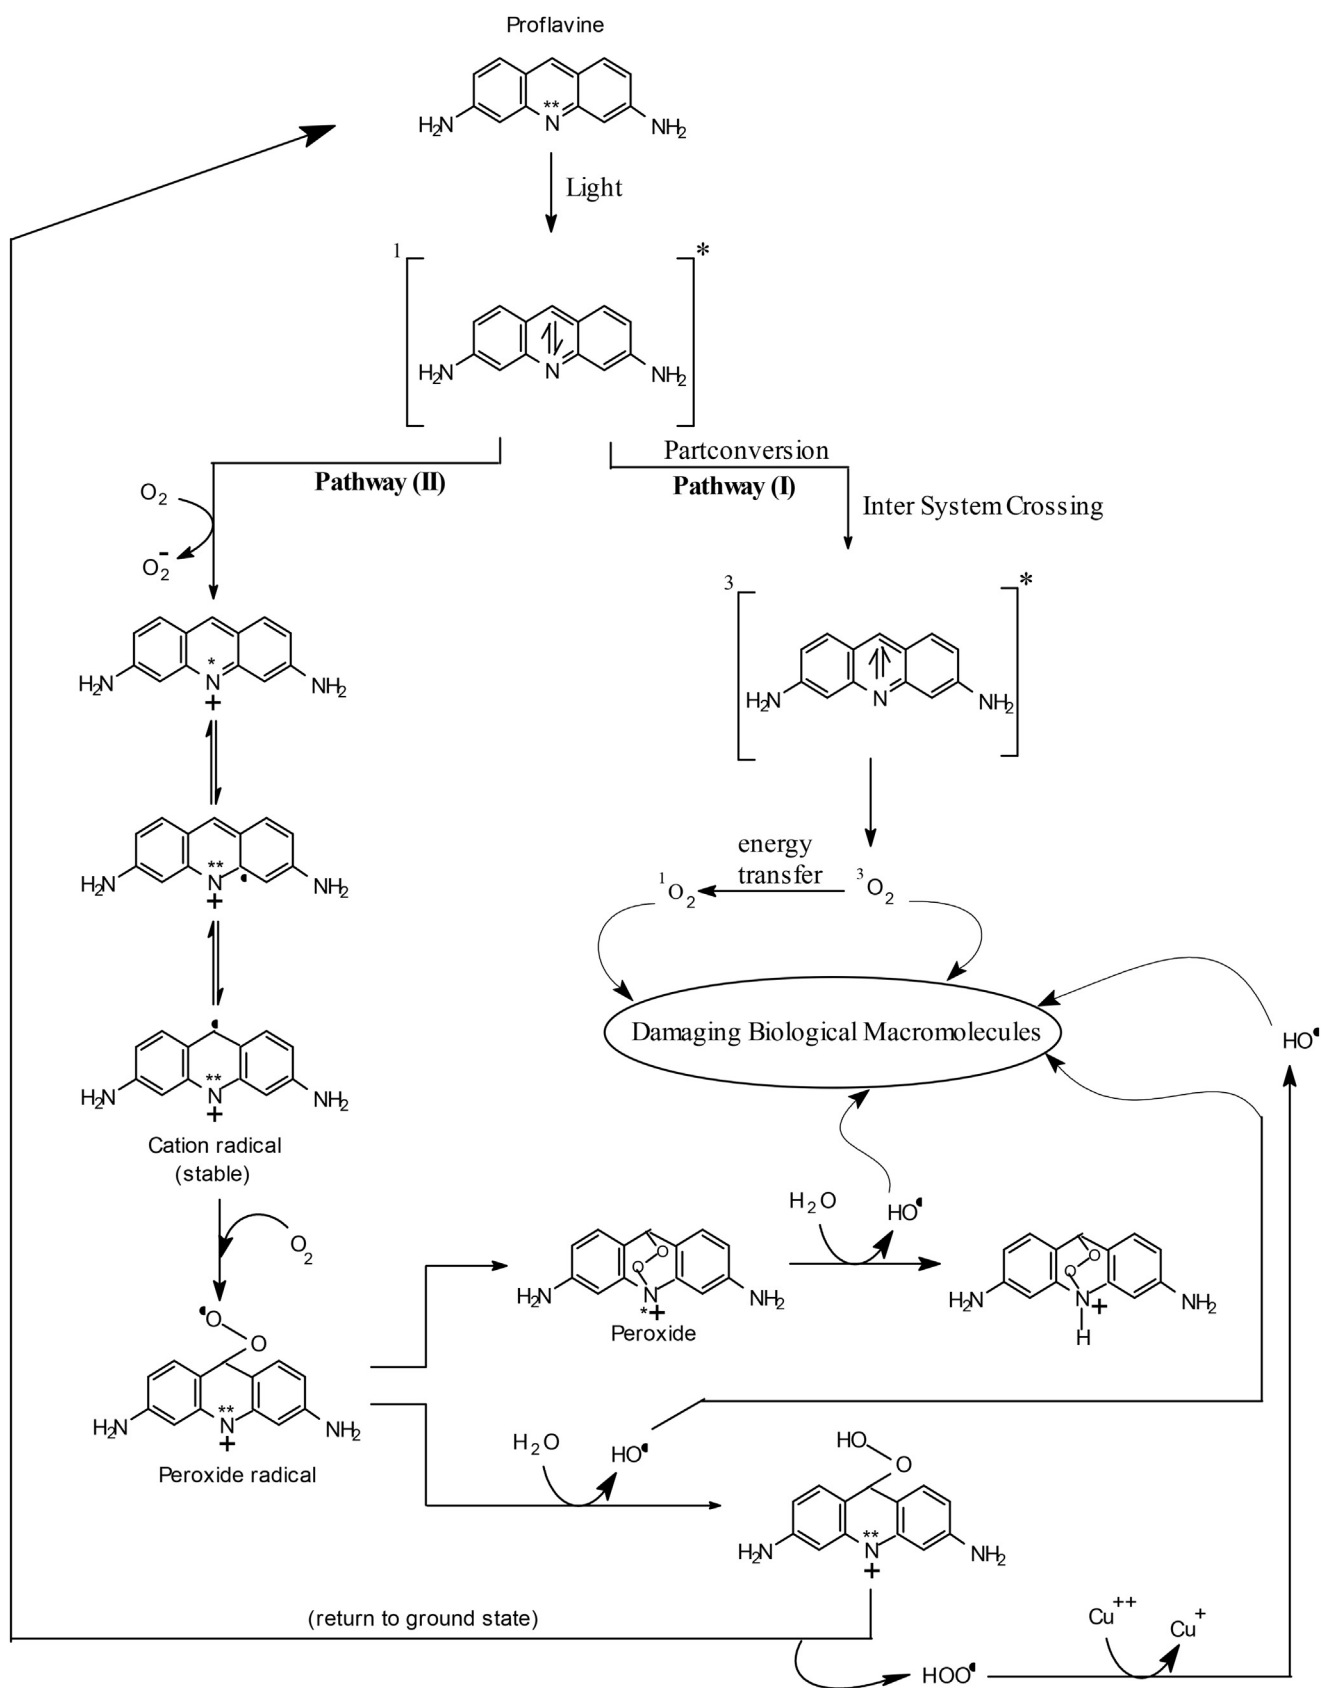 Proflavine
**
H₂N N NH₂
Light
1 *
H₂N N NH₂
Partconversion
Pathway (II) Pathway (I)
O₂
Inter System Crossing
O₂⁻
3 *
*
H₂N N NH₂
+
H₂N N NH₂
energy
transfer
**
H₂N N NH₂
+
¹O₂ ³O₂
Damaging Biological Macromolecules
HO•
**
H₂N N NH₂
+
Cation radical
(stable)
O₂
H₂O HO•
O
O
H₂N N NH₂
*+
Peroxide
O
O
H₂N N+ NH₂
H
•O
O
**
H₂N N NH₂
+
Peroxide radical
H₂O HO•
HO
O
**
H₂N N NH₂
+
(return to ground state)
Cu⁺⁺ Cu⁺
HOO•